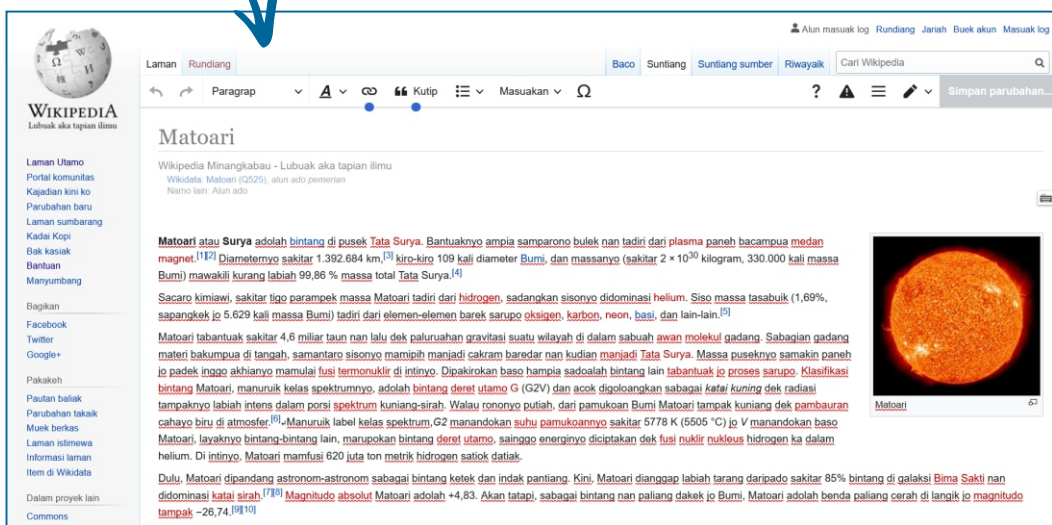 Alun masuak log Rundiang Jariah Buek akun Masuak log
WIKIPEDIA
Lubuak aka tapian ilimu
Laman Rundiang Baco Suntiang Suntiang sumber Riwayaik Cari Wikipedia
Paragrap A Kutip Masuakan Ω ? Simpan parubahan...
Laman Utamo
Portal komunitas
Kajadian kini ko
Parubahan baru
Laman sumbarang
Kadai Kopi
Bak kasiak
Bantuan
Manyumbang
Bagikan
Facebook
Twitter
Google+
Pakakeh
Pautan baliak
Parubahan takaik
Muek berkas
Laman istimewa
Informasi laman
Item di Wikidata
Dalam proyek lain
Commons
Matoari
Wikipedia Minangkabau - Lubuak aka tapian ilimu
Wikidata: Matoari (Q525), alun ado pemerian
Namo lain: Alun ado
Matoari atau Surya adolah bintang di pusek Tata Surya. Bantuaknyo ampia samparono bulek nan tadiri dari plasma paneh bacampua medan
magnet.[1][2] Diameternyo sakitar 1.392.684 km,[3] kiro-kiro 109 kali diameter Bumi, dan massanyo (sakitar 2 × 10³⁰ kilogram, 330.000 kali massa
Bumi) mawakili kurang labiah 99,86 % massa total Tata Surya.[4]
Sacaro kimiawi, sakitar tigo parampek massa Matoari tadiri dari hidrogen, sadangkan sisonyo didominasi helium. Siso massa tasabuik (1,69%,
sapangkek jo 5.629 kali massa Bumi) tadiri dari elemen-elemen barek sarupo oksigen, karbon, neon, basi, dan lain-lain.[5]
Matoari tabantuak sakitar 4,6 miliar taun nan lalu dek paluruahan gravitasi suatu wilayah di dalam sabuah awan molekul gadang. Sabagian gadang
materi bakumpua di tangah, samantaro sisonyo mamipih manjadi cakram baredar nan kudian manjadi Tata Surya. Massa puseknyo samakin paneh
jo padek inggo akhianyo mamulai fusi termonuklir di intinyo. Dipakirokan baso hampia sadoalah bintang lain tabantuak jo proses sarupo. Klasifikasi
bintang Matoari, manuruik kelas spektrumnyo, adolah bintang deret utamo G (G2V) dan acok digoloangkan sabagai katai kuning dek radiasi
tampaknyo labiah intens dalam porsi spektrum kuniang-sirah. Walau rononyo putiah, dari pamukoan Bumi Matoari tampak kuniang dek pambauran
cahayo biru di atmosfer.[6] Manuruik label kelas spektrum, G2 manandokan suhu pamukoannyo sakitar 5778 K (5505 °C) jo V manandokan baso
Matoari, layaknyo bintang-bintang lain, marupokan bintang deret utamo, sainggo energinyo diciptakan dek fusi nuklir nukleus hidrogen ka dalam
helium. Di intinyo, Matoari mamfusi 620 juta ton metrik hidrogen satiok datiak.
Dulu, Matoari dipandang astronom-astronom sabagai bintang ketek dan indak pantiang. Kini, Matoari dianggap labiah tarang daripado sakitar 85% bintang di galaksi Bima Sakti nan
didominasi katai sirah.[7][8] Magnitudo absolut Matoari adolah +4,83. Akan tatapi, sabagai bintang nan paliang dakek jo Bumi, Matoari adolah benda paliang cerah di langik jo magnitudo
tampak −26,74.[9][10]
Matoari